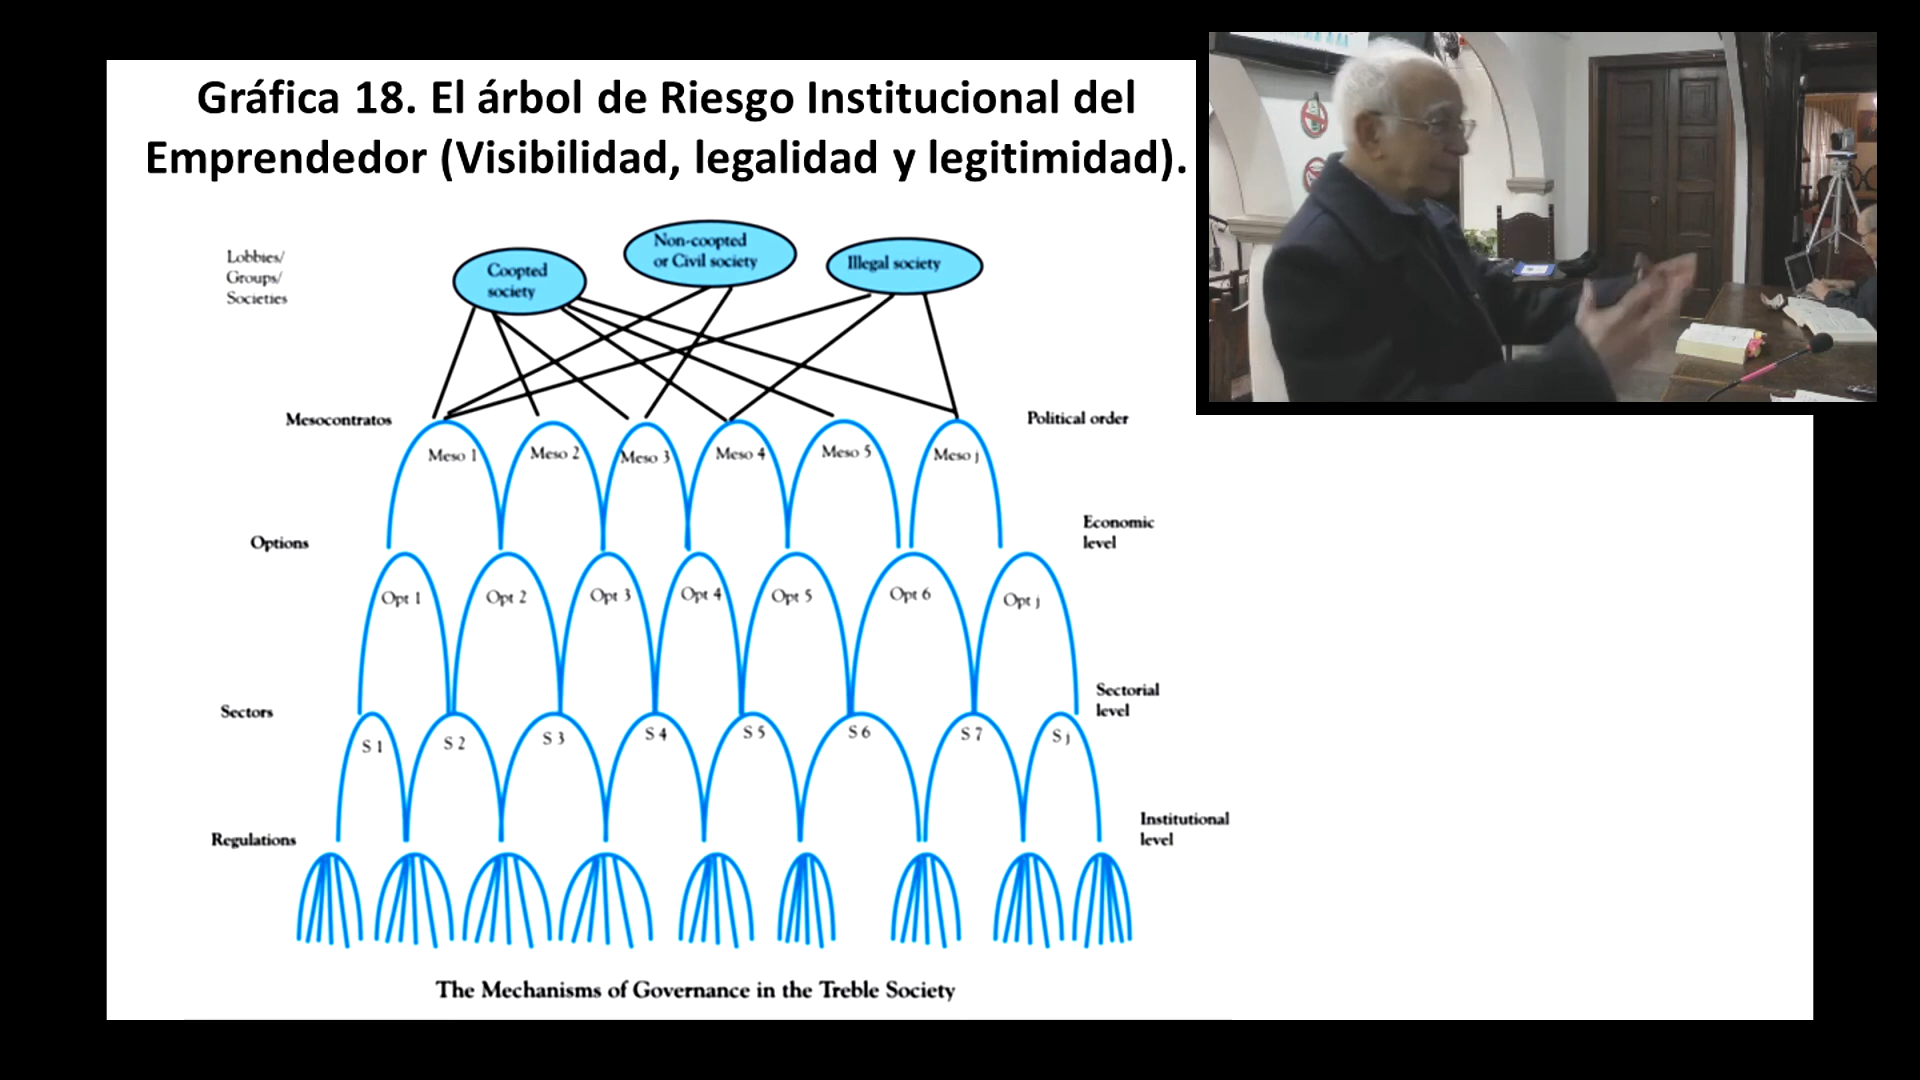 Gráfica 18. El árbol de Riesgo Institucional del
Emprendedor (Visibilidad, legalidad y legitimidad).
Lobbies/
Groups/
Societies
Coopted
society
Non-coopted
or Civil society
Illegal society
Mesocontratos
Political order
Meso 1
Meso 2
Meso 3
Meso 4
Meso 5
Meso j
Options
Economic
level
Opt 1
Opt 2
Opt 3
Opt 4
Opt 5
Opt 6
Opt j
Sectors
Sectorial
level
S 1
S 2
S 3
S 4
S 5
S 6
S 7
S j
Regulations
Institutional
level
The Mechanisms of Governance in the Treble Society